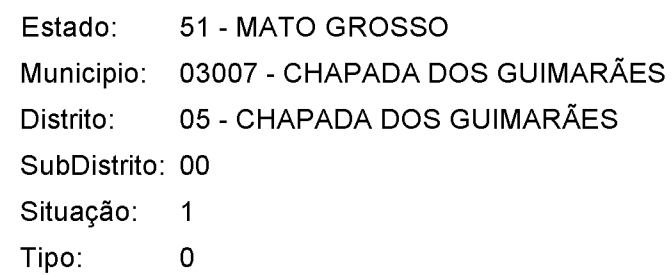 Estado: 51 - MATO GROSSO
Municipio: 03007 - CHAPADA DOS GUIMARÃES
Distrito: 05 - CHAPADA DOS GUIMARÃES
SubDistrito: 00
Situação: 1
Tipo: 0